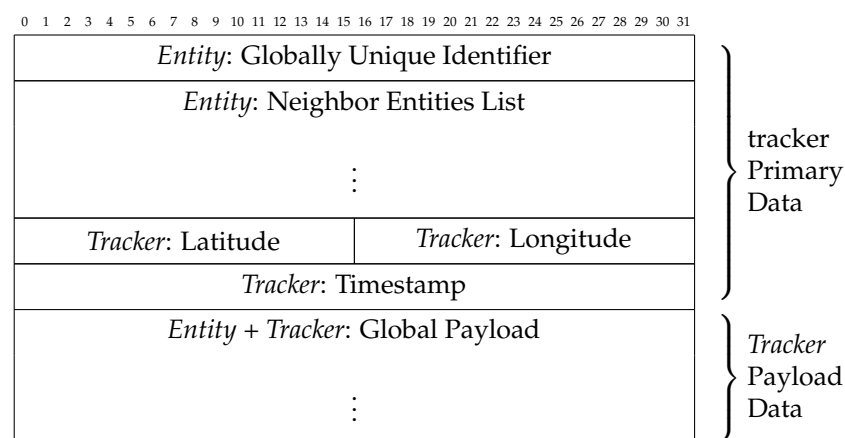 0 1 2 3 4 5 6 7 8 9 10 11 12 13 14 15 16 17 18 19 20 21 22 23 24 25 26 27 28 29 30 31
Entity: Globally Unique Identifier
Entity: Neighbor Entities List
⋮
Tracker: Latitude
Tracker: Longitude
Tracker: Timestamp
tracker
Primary
Data
Entity + Tracker: Global Payload
⋮
Tracker
Payload
Data